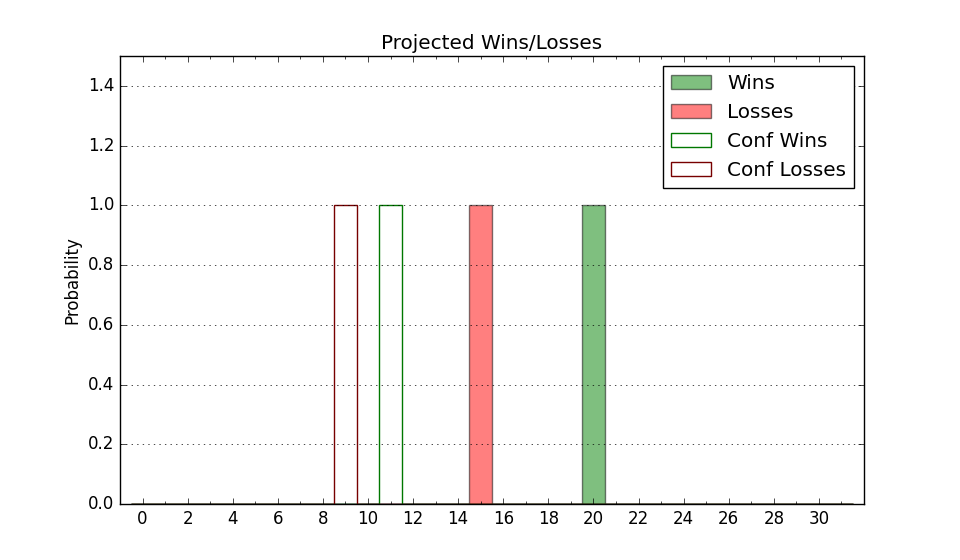 Projected Wins/Losses
1.4
1.2
1.0
0.8
0.6
0.4
0.2
0.0
Probability
Wins
Losses
Conf Wins
Conf Losses
0 2 4 6 8 10 12 14 16 18 20 22 24 26 28 30